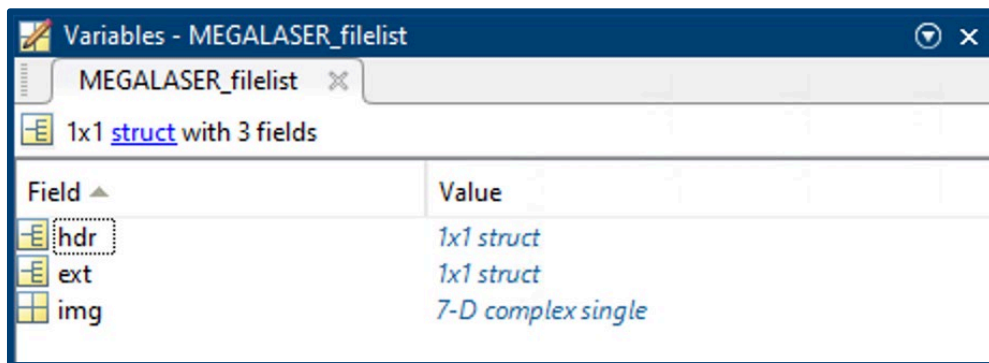 Variables - MEGALASER_filelist
MEGALASER_filelist
1x1 struct with 3 fields
Field Value
hdr 1x1 struct
ext 1x1 struct
img 7-D complex single